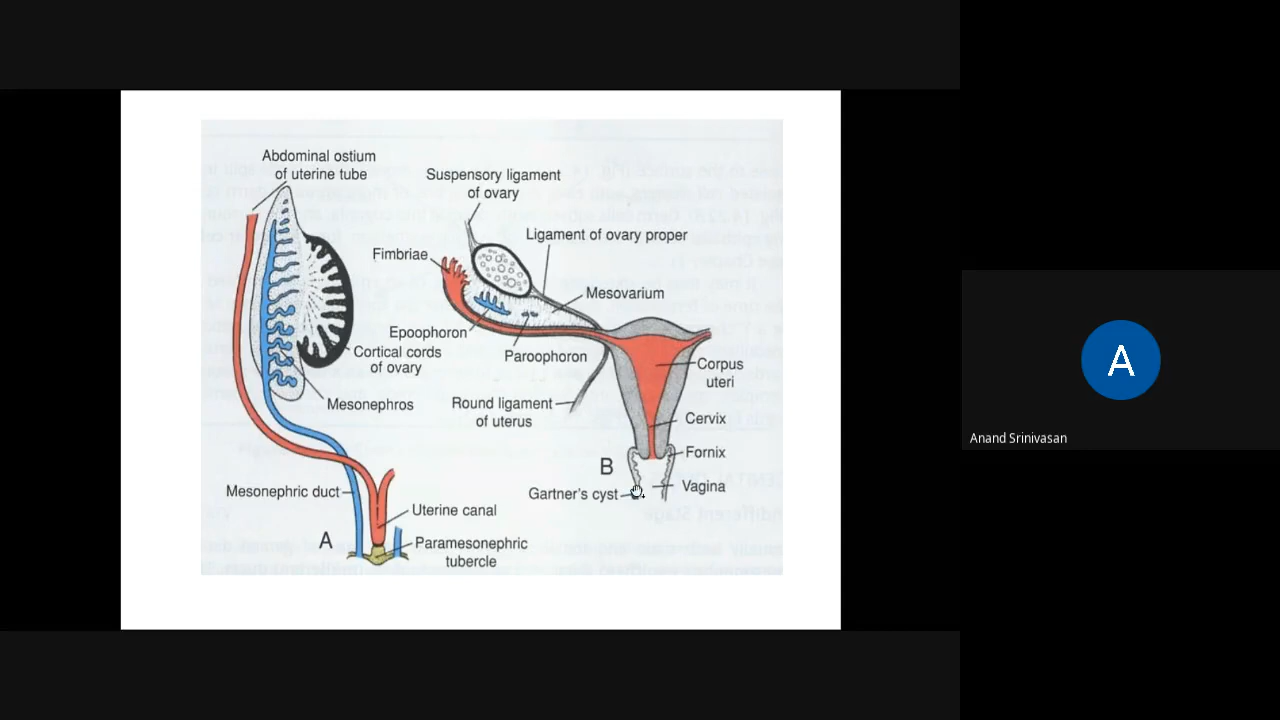 Abdominal ostium
of uterine tube
Suspensory ligament
of ovary
Ligament of ovary proper
Fimbriae
Mesovarium
Epoophoron
Cortical cords
of ovary
Paroophoron
Corpus
uteri
Mesonephros
Round ligament
of uterus
Cervix
Fornix
B
Vagina
Mesonephric duct
Gartner's cyst
Uterine canal
A
Paramesonephric
tubercle
A
Anand Srinivasan